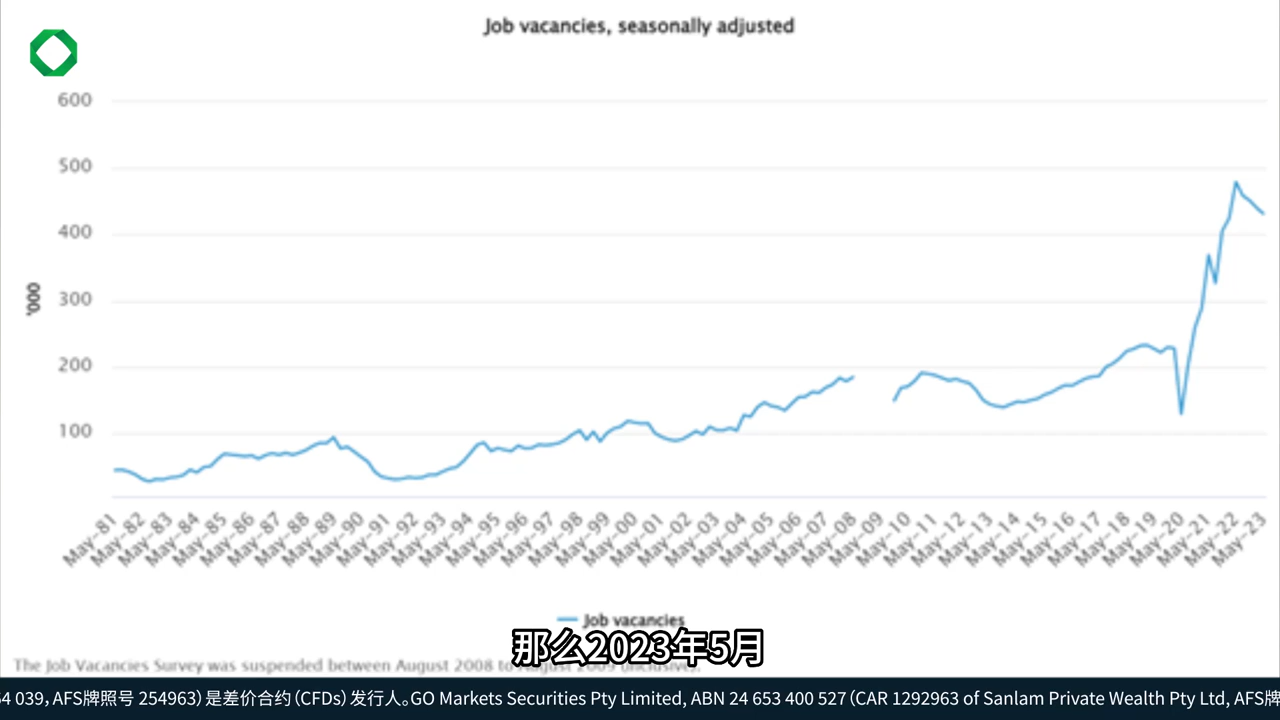 Job vacancies, seasonally adjusted
600
500
400
300
200
100
'000
May-81
May-82
May-83
May-84
May-85
May-86
May-87
May-88
May-89
May-90
May-91
May-92
May-93
May-94
May-95
May-96
May-97
May-98
May-99
May-00
May-01
May-02
May-03
May-04
May-05
May-06
May-07
May-08
May-09
May-10
May-11
May-12
May-13
May-14
May-15
May-16
May-17
May-18
May-19
May-20
May-21
May-22
May-23
Job vacancies
那么2023年5月
The Job Vacancies Survey was suspended between August 2008 to August 2009 (inclusive).
64 039，AFS牌照号 254963）是差价合约（CFDs）发行人。GO Markets Securities Pty Limited, ABN 24 653 400 527（CAR 1292963 of Sanlam Private Wealth Pty Ltd, AFS牌